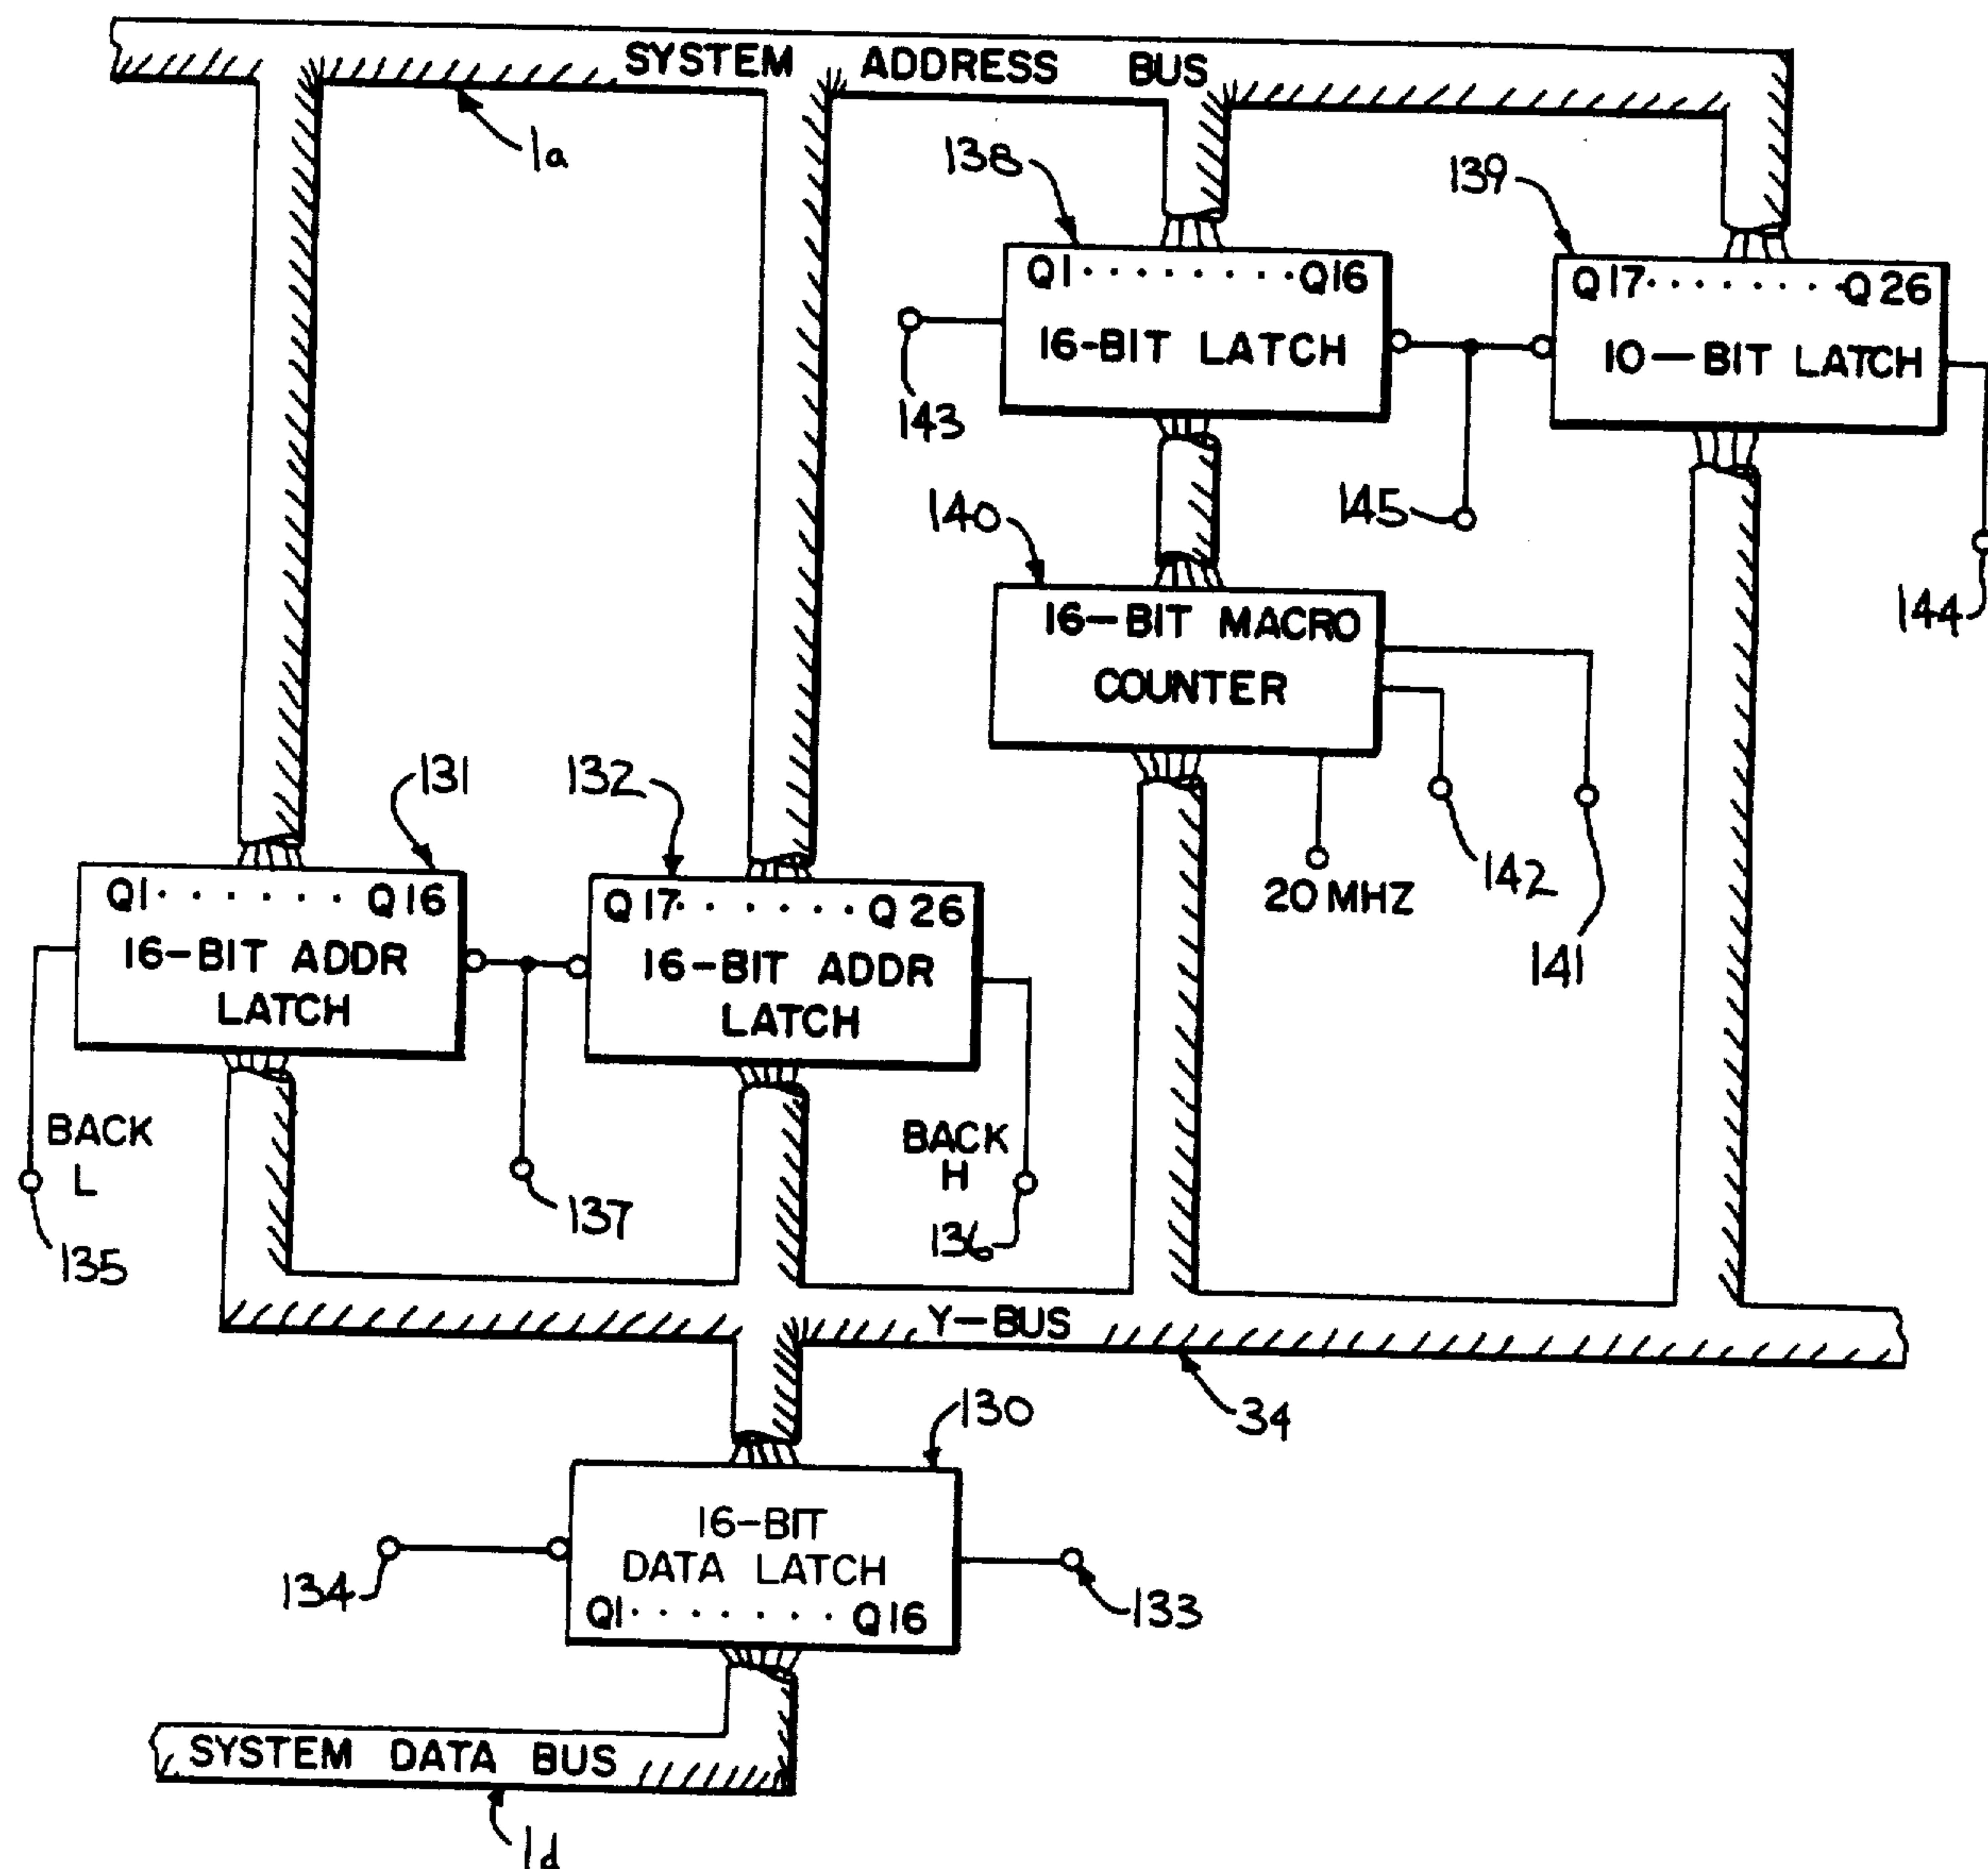 SYSTEM ADDRESS BUS
1a
138
139
Q1 · · · · · · · · Q16
16-BIT LATCH
Q17 · · · · · · · Q26
10-BIT LATCH
143
145
144
140
16-BIT MACRO
COUNTER
131
132
142
20 MHZ
141
Q1 · · · · · · Q16
16-BIT ADDR
LATCH
Q17 · · · · · · Q26
16-BIT ADDR
LATCH
BACK
L
135
137
BACK
H
136
Y-BUS
34
130
16-BIT
DATA LATCH
Q1 · · · · · · · Q16
134
133
SYSTEM DATA BUS
1d